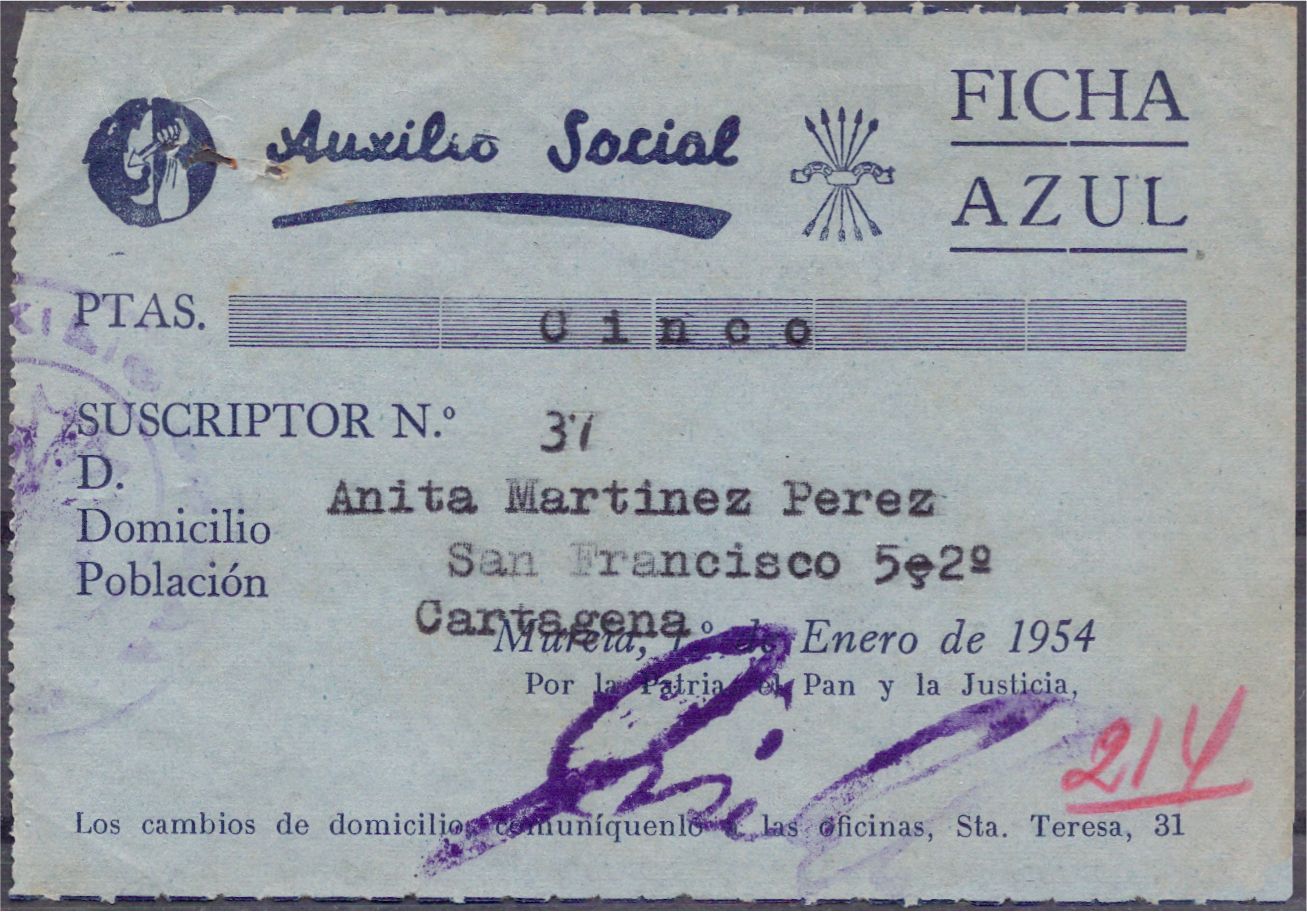 Auxilio Social
FICHA
AZUL
PTAS. Cinco
SUSCRIPTOR N.º 37
D. Anita Martinez Perez
Domicilio San Francisco 5ç2º
Población Cartagena
Murcia, 1.º de Enero de 1954
Por la Patria, el Pan y la Justicia,
214
Los cambios de domicilio, comuníquenlo a las oficinas, Sta. Teresa, 31